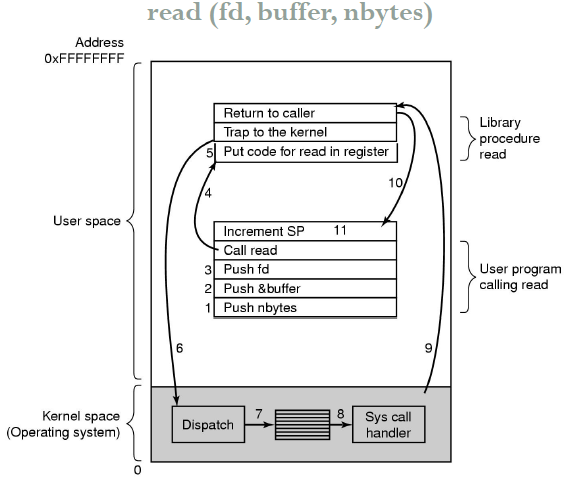 read (fd, buffer, nbytes)
Address
0xFFFFFFFF
Return to caller
Trap to the kernel
5 Put code for read in register
Library
procedure
read
10
4
User space
Increment SP 11
Call read
3 Push fd
2 Push &buffer
1 Push nbytes
User program
calling read
6
9
Kernel space
(Operating system)
Dispatch
7
8
Sys call
handler
0